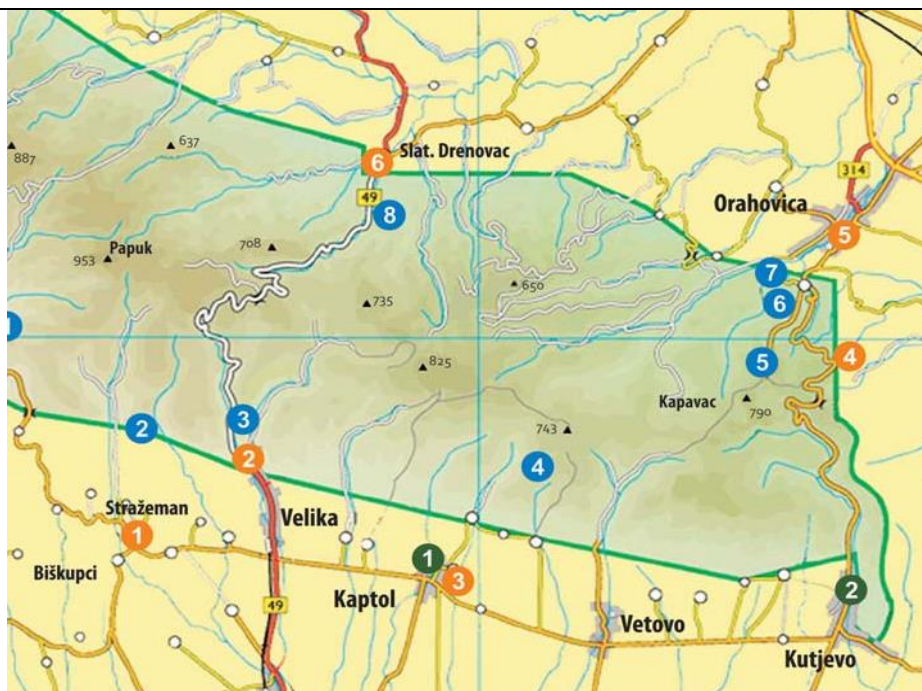 637
887
6
Slat. Drenovac
49
314
8
Orahovica
5
708
Papuk
953
7
650
6
735
4
5
825
Kapavac
790
3
2
743
2
4
Stražeman
1
Velika
Biškupci
1
3
Kaptol
49
2
Vetovo
Kutjevo